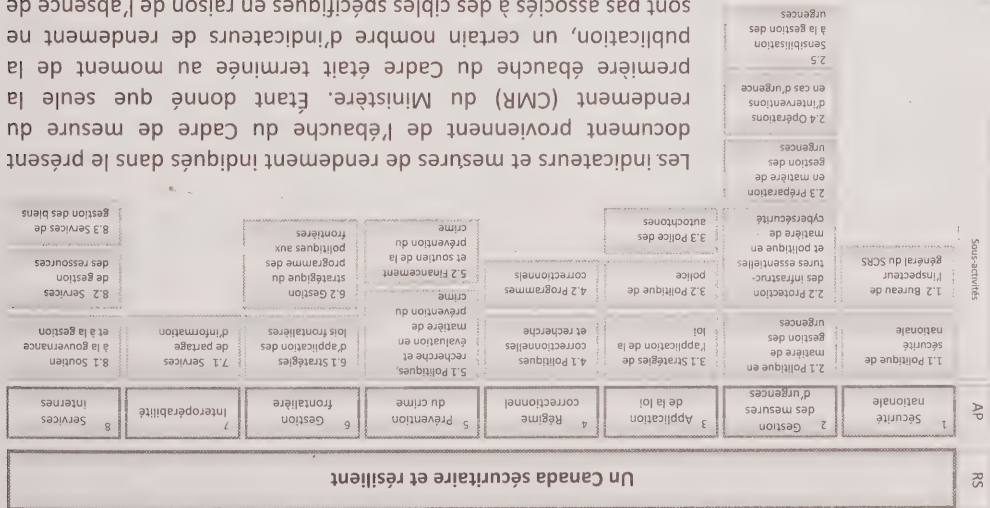 RS
Un Canada sécuritaire et résilient
AP
1 Sécurité
nationale
2 Gestion
des mesures
d'urgences
3 Application
de la loi
4 Régime
correctionnel
5 Prévention
du crime
6 Gestion
frontalière
7
Interopérabilité
8 Services
internes
Sous-activités
1.1 Politique de
sécurité
nationale
1.2 Bureau de
l'inspecteur
général du SCRS
2.1 Politique en
matière de
gestion des
urgences
2.2 Protection
des infrastruc-
tures essentielles
et politique en
matière de
cybersécurité
2.3 Préparation
en matière de
gestion des
urgences
2.4 Opérations
d'interventions
en cas d'urgence
2.5
Sensibilisation
à la gestion des
urgences
3.1 Stratégies de
l'application de la
loi
3.2 Politique de
police
3.3 Police des
autochtones
4.1 Politiques
correctionnelles
et recherche
4.2 Programmes
correctionnels
5.1 Politiques,
recherche et
évaluation en
matière de
prévention du
crime
5.2 Financement
et soutien de la
prévention du
crime
6.1 Stratégies
d'application des
lois frontalières
6.2 Gestion
stratégique du
programme des
politiques aux
frontières
7.1 Services
de partage
d'information
8.1 Soutien
à la gouvernance
et à la gestion
8.2 Services
de gestion
des ressources
8.3 Services de
gestion des biens
Les indicateurs et mesures de rendement indiqués dans le présent
document proviennent de l'ébauche du Cadre de mesure du
rendement (CMR) du Ministère. Étant donné que seule la
première ébauche du Cadre était terminée au moment de la
publication, un certain nombre d'indicateurs de rendement ne
sont pas associés à des cibles spécifiques en raison de l'absence de